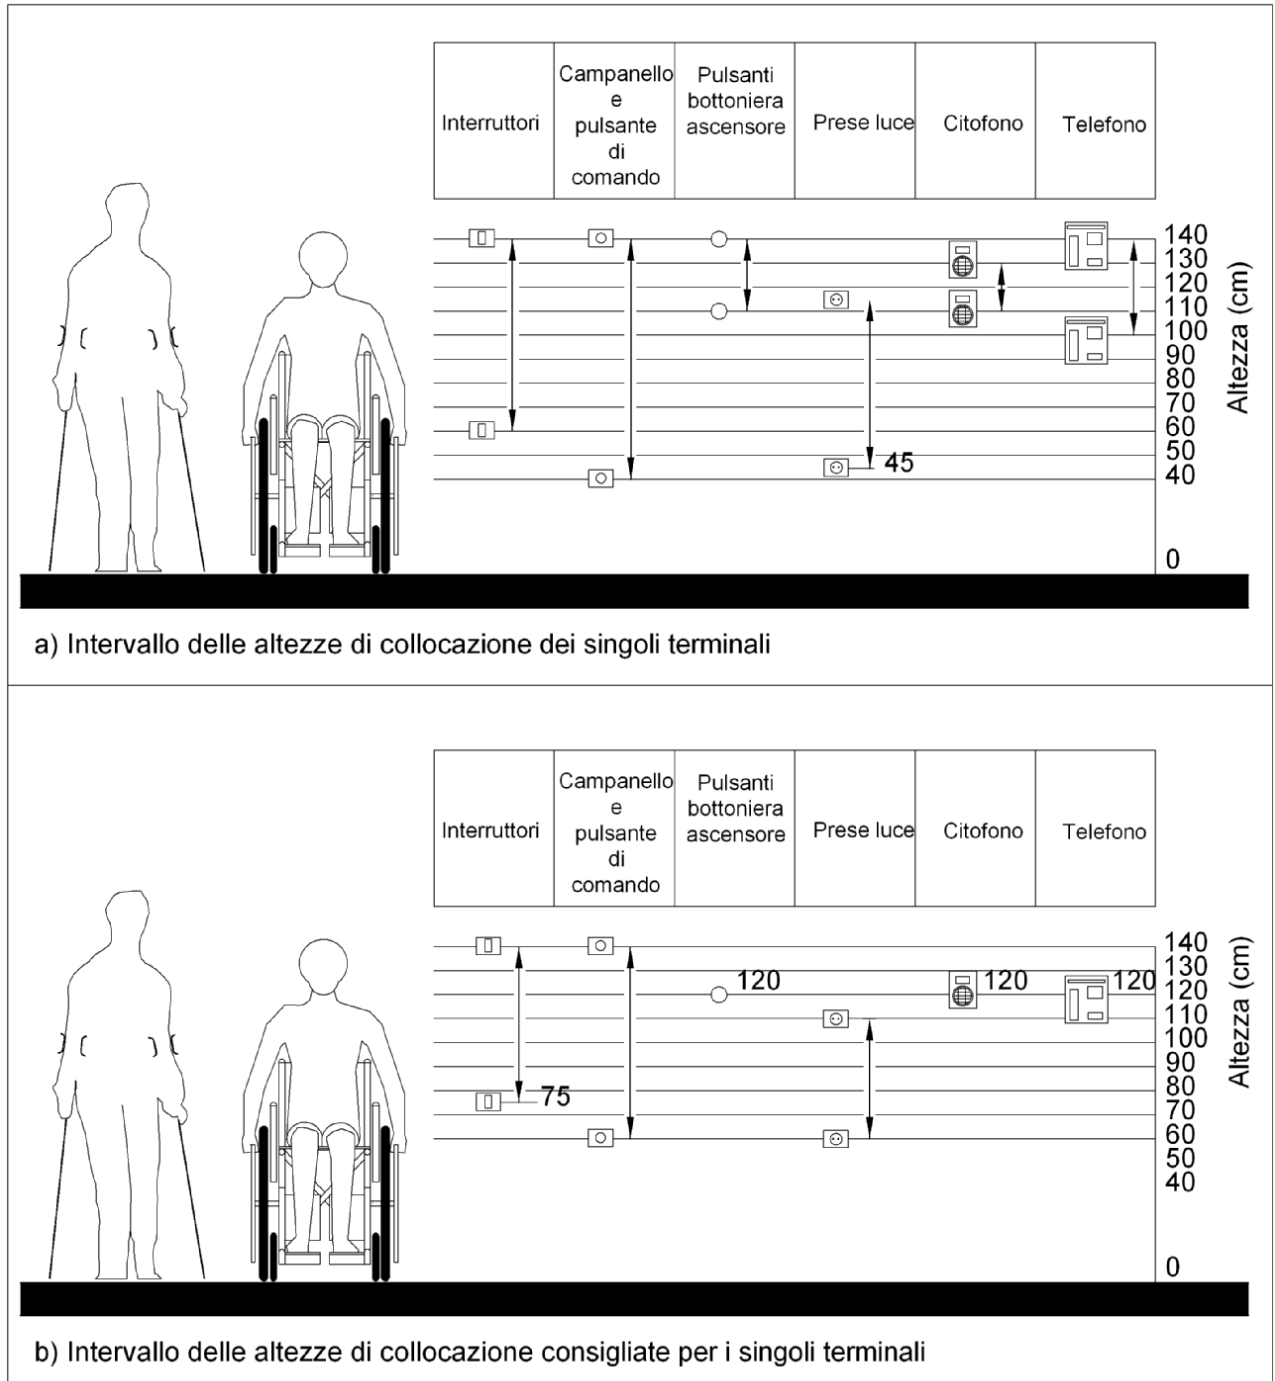 Interruttori
Campanello
e
pulsante
di
comando
Pulsanti
bottoniera
ascensore
Prese luce
Citofono
Telefono
140
130
120
110
100
90
80
70
60
50
40
0
45
Altezza (cm)
a) Intervallo delle altezze di collocazione dei singoli terminali
Interruttori
Campanello
e
pulsante
di
comando
Pulsanti
bottoniera
ascensore
Prese luce
Citofono
Telefono
120
120
120
75
140
130
120
110
100
90
80
70
60
50
40
0
Altezza (cm)
b) Intervallo delle altezze di collocazione consigliate per i singoli terminali